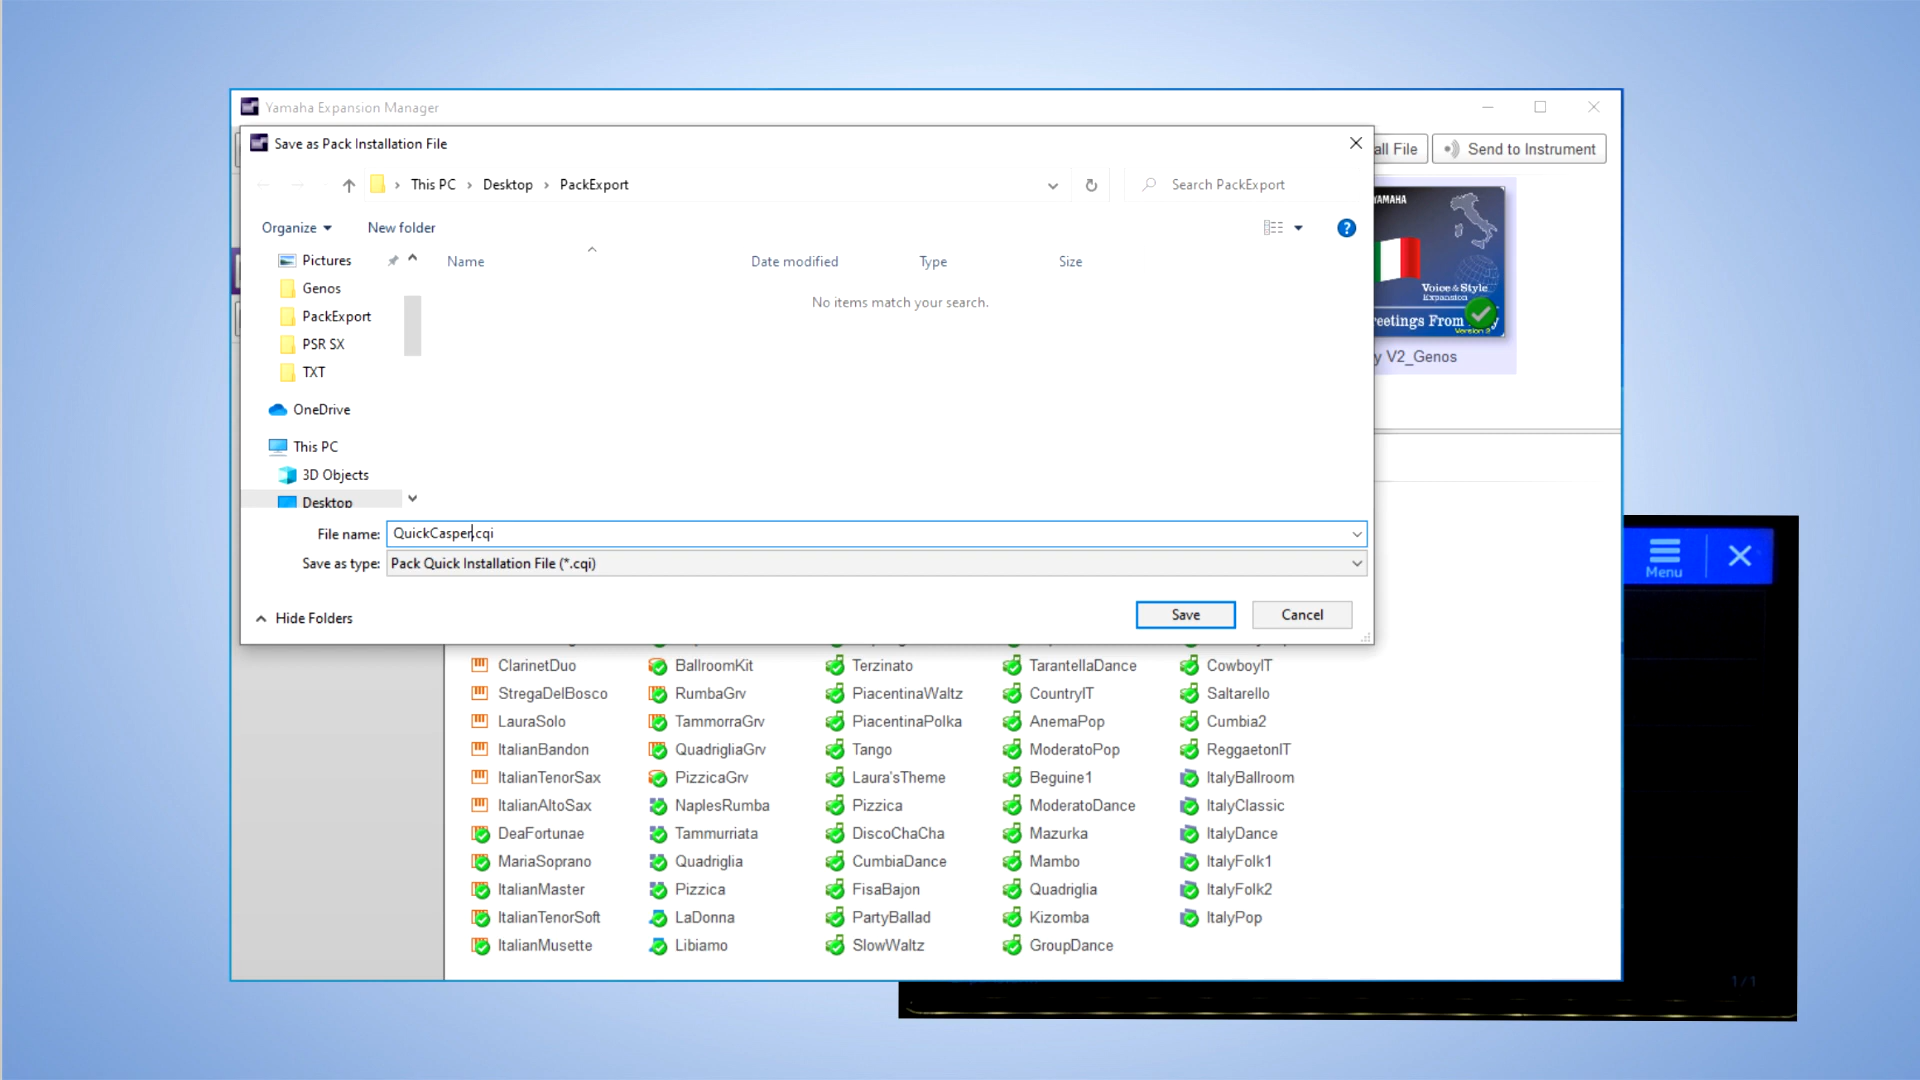 Yamaha Expansion Manager
Save as Pack Installation File
all File
Send to Instrument
This PC > Desktop > PackExport
Search PackExport
Organize
New folder
?
Pictures
Genos
PackExport
PSR SX
TXT
OneDrive
This PC
3D Objects
Desktop
Name
Date modified
Type
Size
No items match your search.
YAMAHA
Voice & Style
Expansion
reetings From
y V2_Genos
File name: QuickCasper.cqi
Save as type: Pack Quick Installation File (*.cqi)
Hide Folders
Save
Cancel
Menu
ClarinetDuo BallroomKit Terzinato TarantellaDance CowboyIT
StregaDelBosco RumbaGrv PiacentinaWaltz CountryIT Saltarello
LauraSolo TammorraGrv PiacentinaPolka AnemaPop Cumbia2
ItalianBandon QuadrigliaGrv Tango ModeratoPop ReggaetonIT
ItalianTenorSax PizzicaGrv Laura'sTheme Beguine1 ItalyBallroom
ItalianAltoSax NaplesRumba Pizzica ModeratoDance ItalyClassic
DeaFortunae Tammurriata DiscoChaCha Mazurka ItalyDance
MariaSoprano Quadriglia CumbiaDance Mambo ItalyFolk1
ItalianMaster Pizzica FisaBajon Quadriglia ItalyFolk2
ItalianTenorSoft LaDonna PartyBallad Kizomba ItalyPop
ItalianMusette Libiamo SlowWaltz GroupDance
1/1